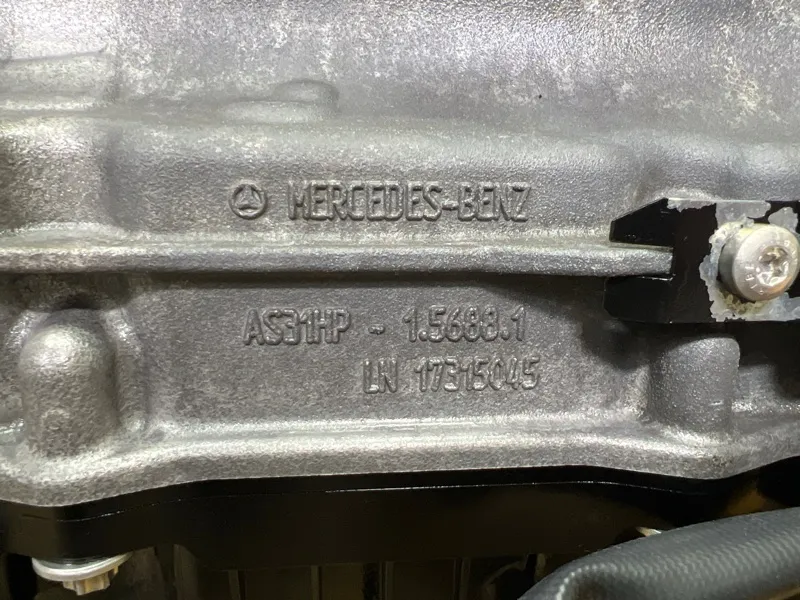 MERCEDES-BENZ
AS31HP - 1.5688.1
LN 17315045